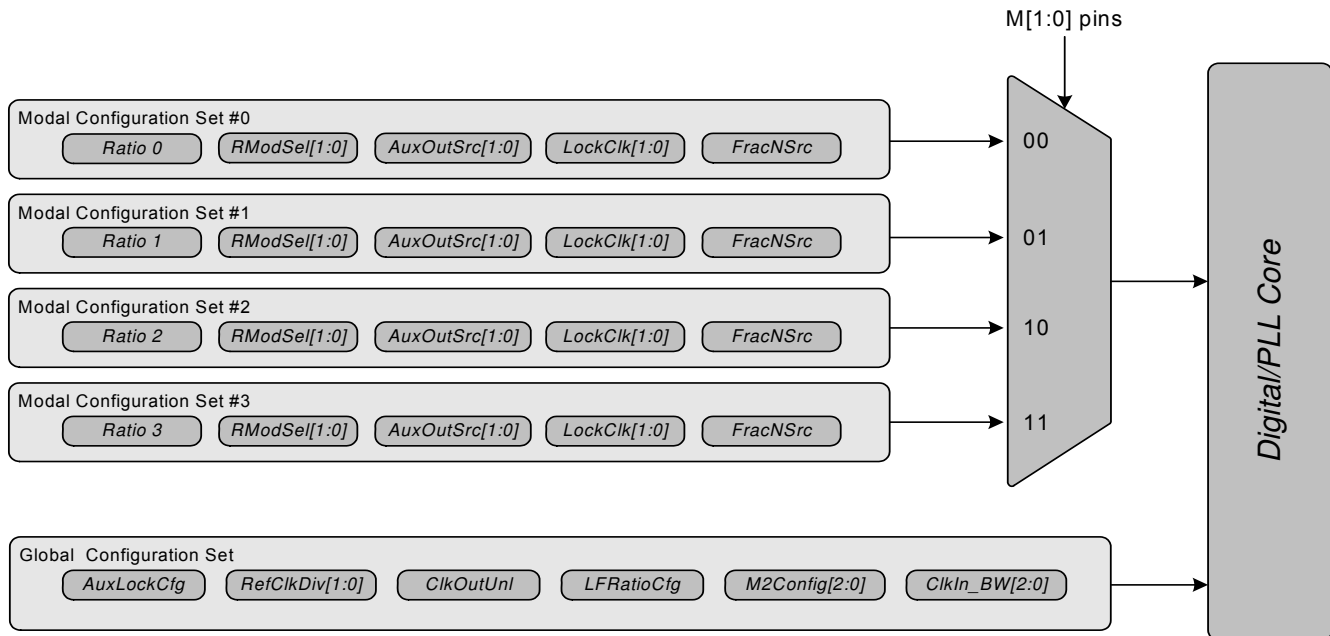 M[1:0] pins
Modal Configuration Set #0
Ratio 0 RModSel[1:0] AuxOutSrc[1:0] LockClk[1:0] FracNSrc
00
Modal Configuration Set #1
Ratio 1 RModSel[1:0] AuxOutSrc[1:0] LockClk[1:0] FracNSrc
01
Modal Configuration Set #2
Ratio 2 RModSel[1:0] AuxOutSrc[1:0] LockClk[1:0] FracNSrc
10
Modal Configuration Set #3
Ratio 3 RModSel[1:0] AuxOutSrc[1:0] LockClk[1:0] FracNSrc
11
Digital/PLL Core
Global Configuration Set
AuxLockCfg RefClkDiv[1:0] ClkOutUnl LFRatioCfg M2Config[2:0] ClkIn_BW[2:0]